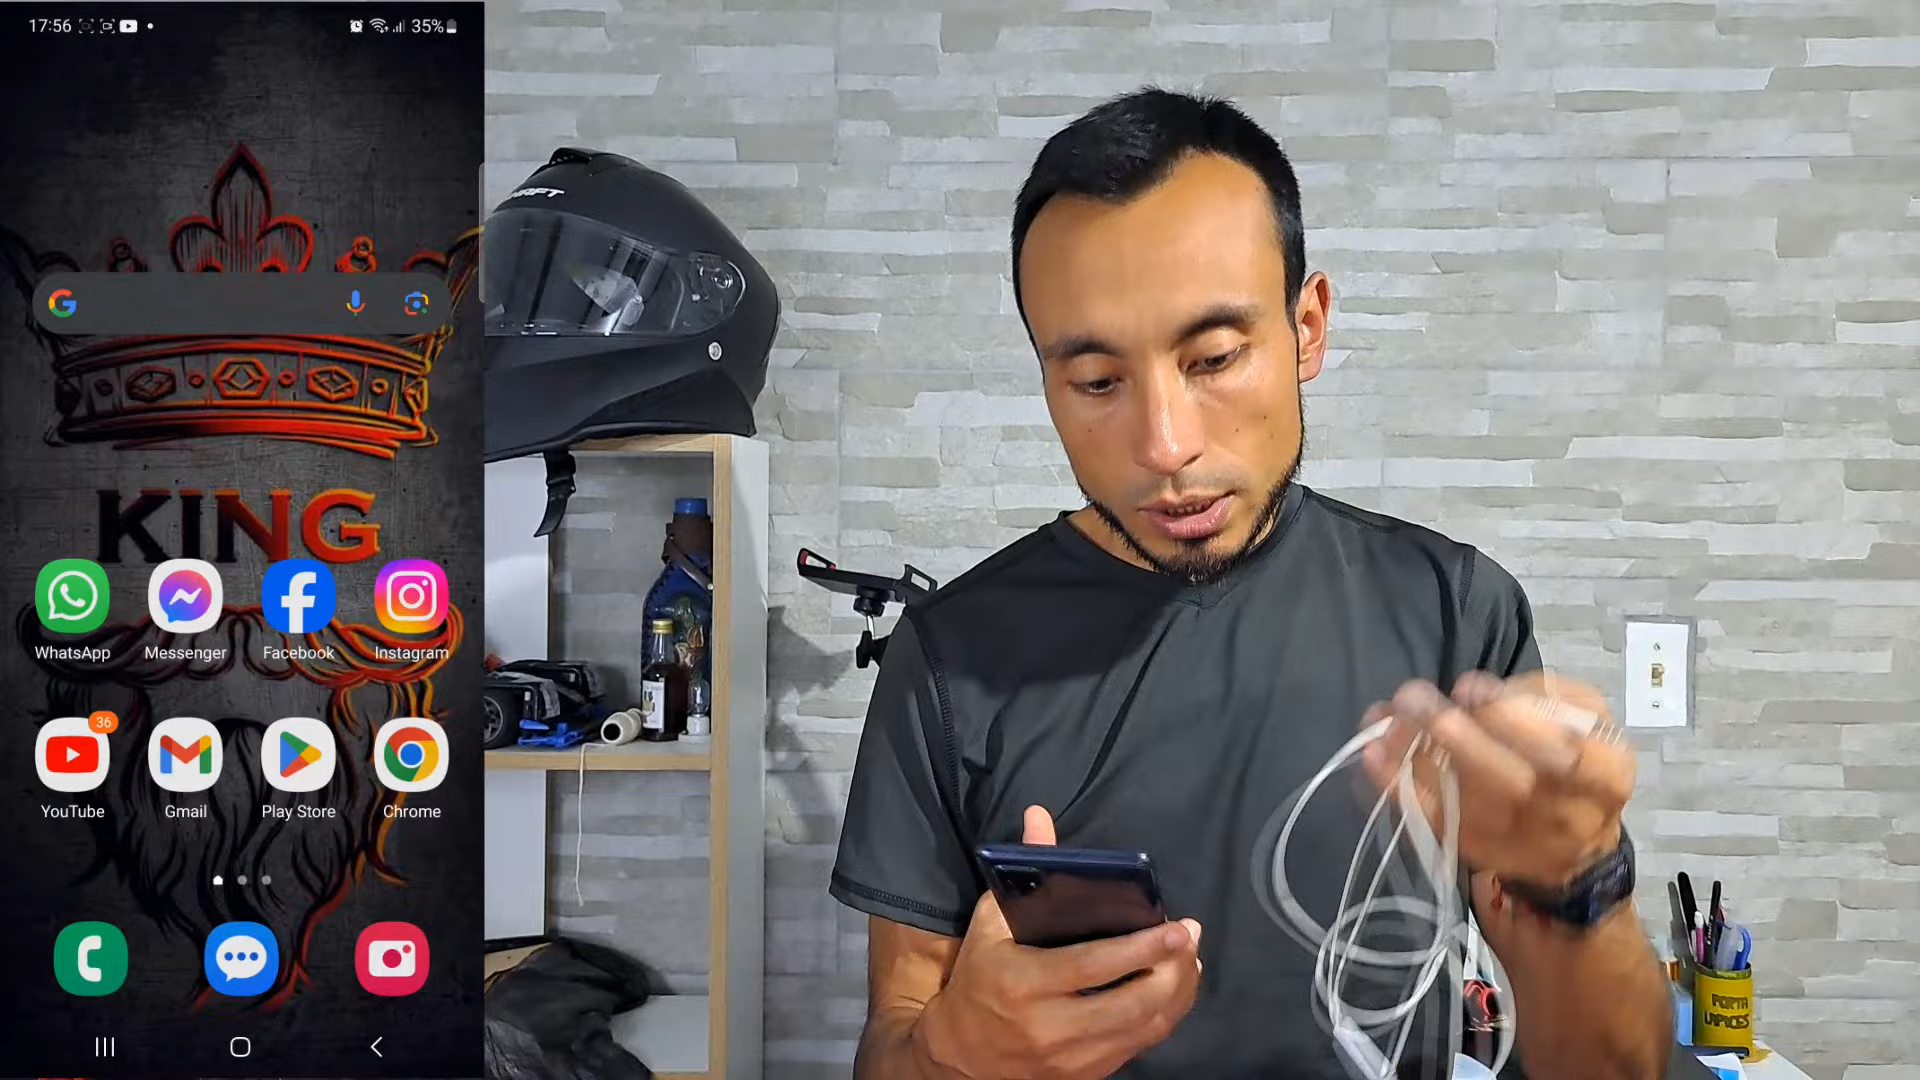 17:56
35%
KING
WhatsApp Messenger Facebook Instagram
36
YouTube Gmail Play Store Chrome
PORTA
LAPICES